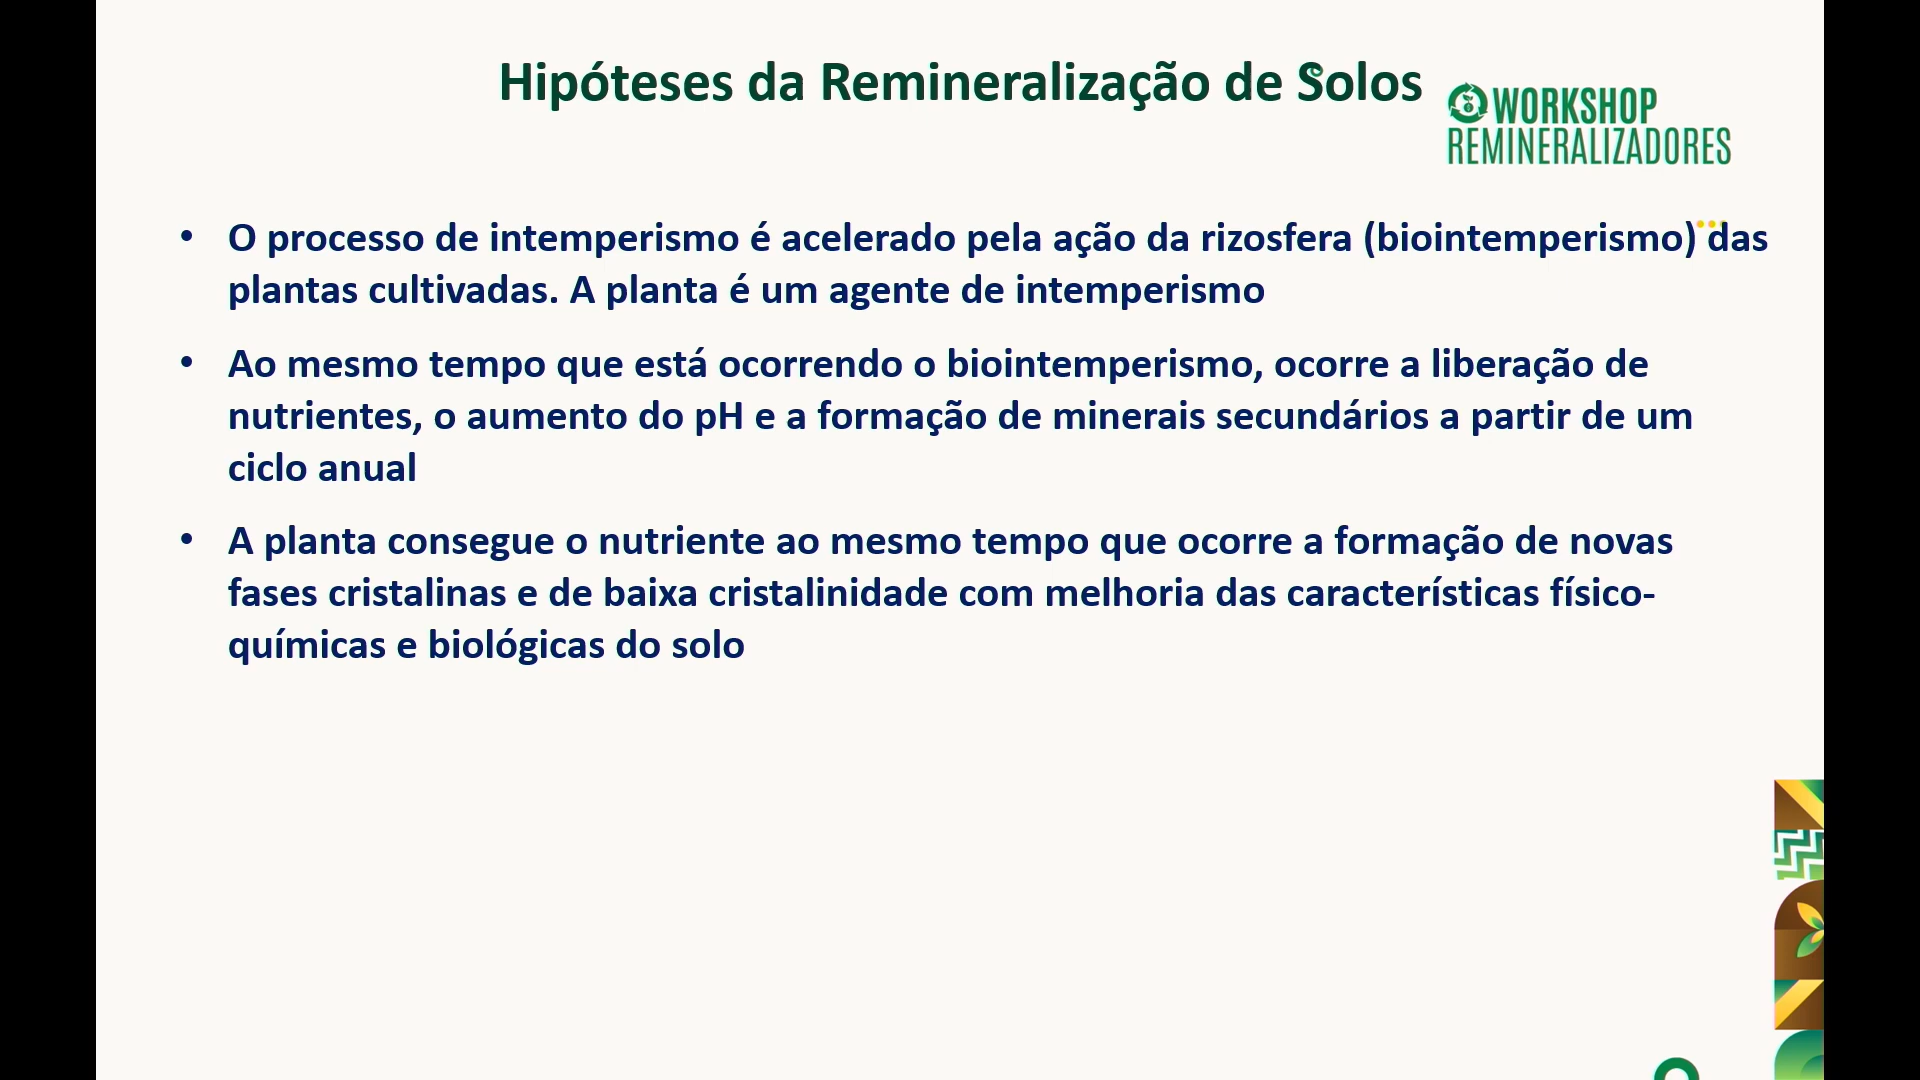 Hipóteses da Remineralização de Solos
WORKSHOP
REMINERALIZADORES
• O processo de intemperismo é acelerado pela ação da rizosfera (biointemperismo) das
plantas cultivadas. A planta é um agente de intemperismo
• Ao mesmo tempo que está ocorrendo o biointemperismo, ocorre a liberação de
nutrientes, o aumento do pH e a formação de minerais secundários a partir de um
ciclo anual
• A planta consegue o nutriente ao mesmo tempo que ocorre a formação de novas
fases cristalinas e de baixa cristalinidade com melhoria das características físico-
químicas e biológicas do solo